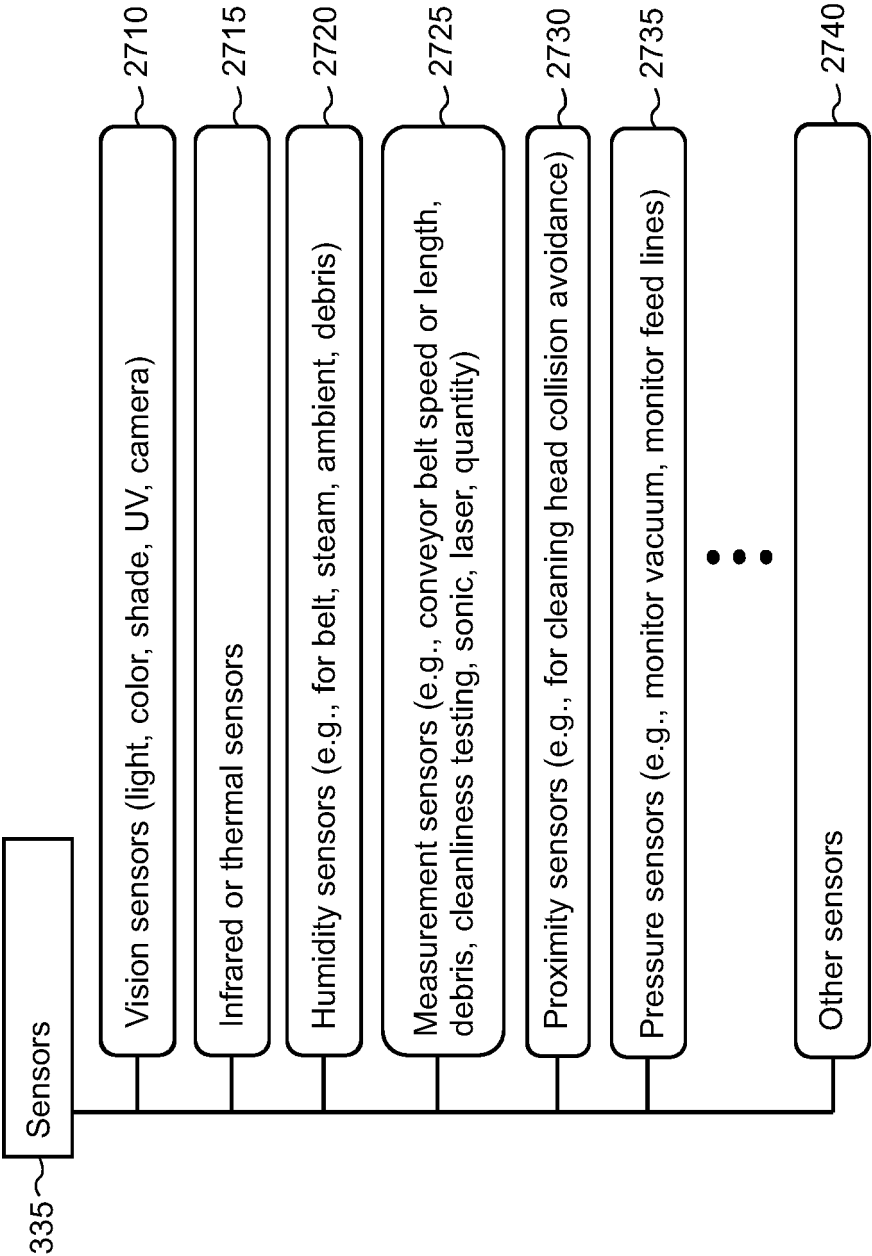 335
Sensors
Vision sensors (light, color, shade, UV, camera)
2710
Infrared or thermal sensors
2715
Humidity sensors (e.g., for belt, steam, ambient, debris)
2720
Measurement sensors (e.g., conveyor belt speed or length,
debris, cleanliness testing, sonic, laser, quantity)
2725
Proximity sensors (e.g., for cleaning head collision avoidance)
2730
Pressure sensors (e.g., monitor vacuum, monitor feed lines)
2735
Other sensors
2740